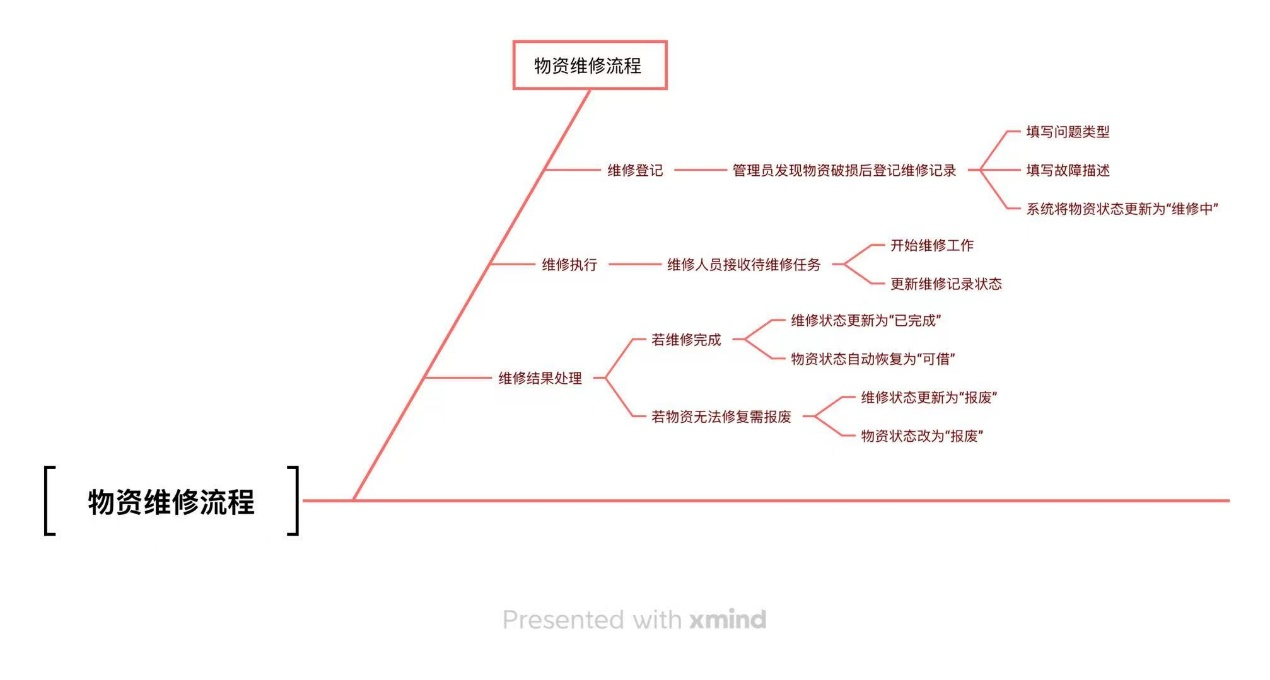 物资维修流程
维修登记
管理员发现物资破损后登记维修记录
填写问题类型
填写故障描述
系统将物资状态更新为“维修中”
维修执行
维修人员接收待维修任务
开始维修工作
更新维修记录状态
维修结果处理
若维修完成
维修状态更新为“已完成”
物资状态自动恢复为“可借”
若物资无法修复需报废
维修状态更新为“报废”
物资状态改为“报废”
物资维修流程
Presented with xmind